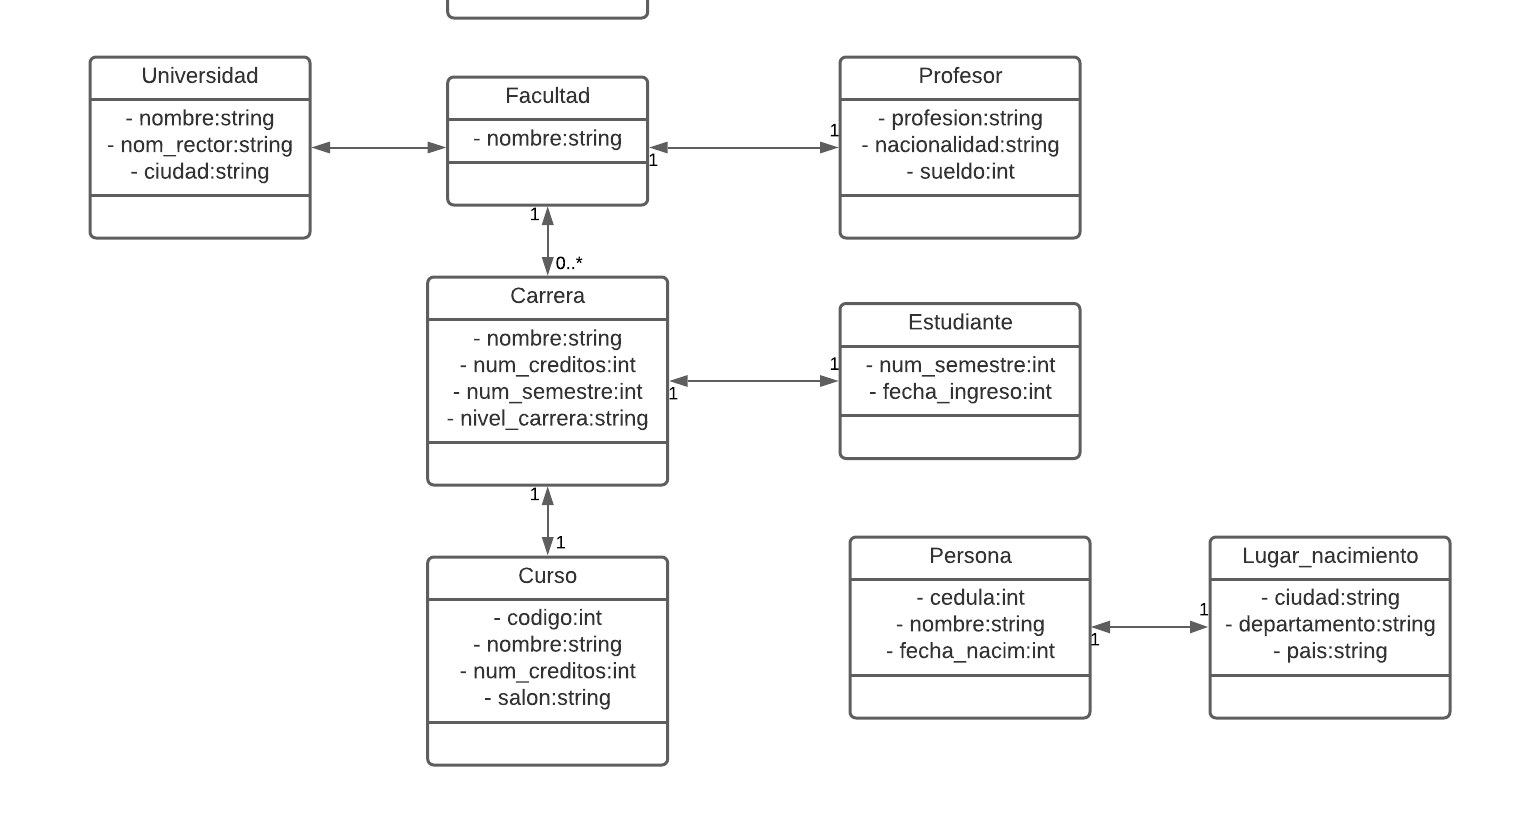 Universidad
- nombre:string
- nom_rector:string
- ciudad:string
Facultad
- nombre:string
1
1
Profesor
- profesion:string
- nacionalidad:string
- sueldo:int
1
0..*
Carrera
- nombre:string
- num_creditos:int
- num_semestre:int
- nivel_carrera:string
1
1
Estudiante
- num_semestre:int
- fecha_ingreso:int
1
1
Curso
- codigo:int
- nombre:string
- num_creditos:int
- salon:string
Persona
- cedula:int
- nombre:string
- fecha_nacim:int
1
1
Lugar_nacimiento
- ciudad:string
- departamento:string
- pais:string